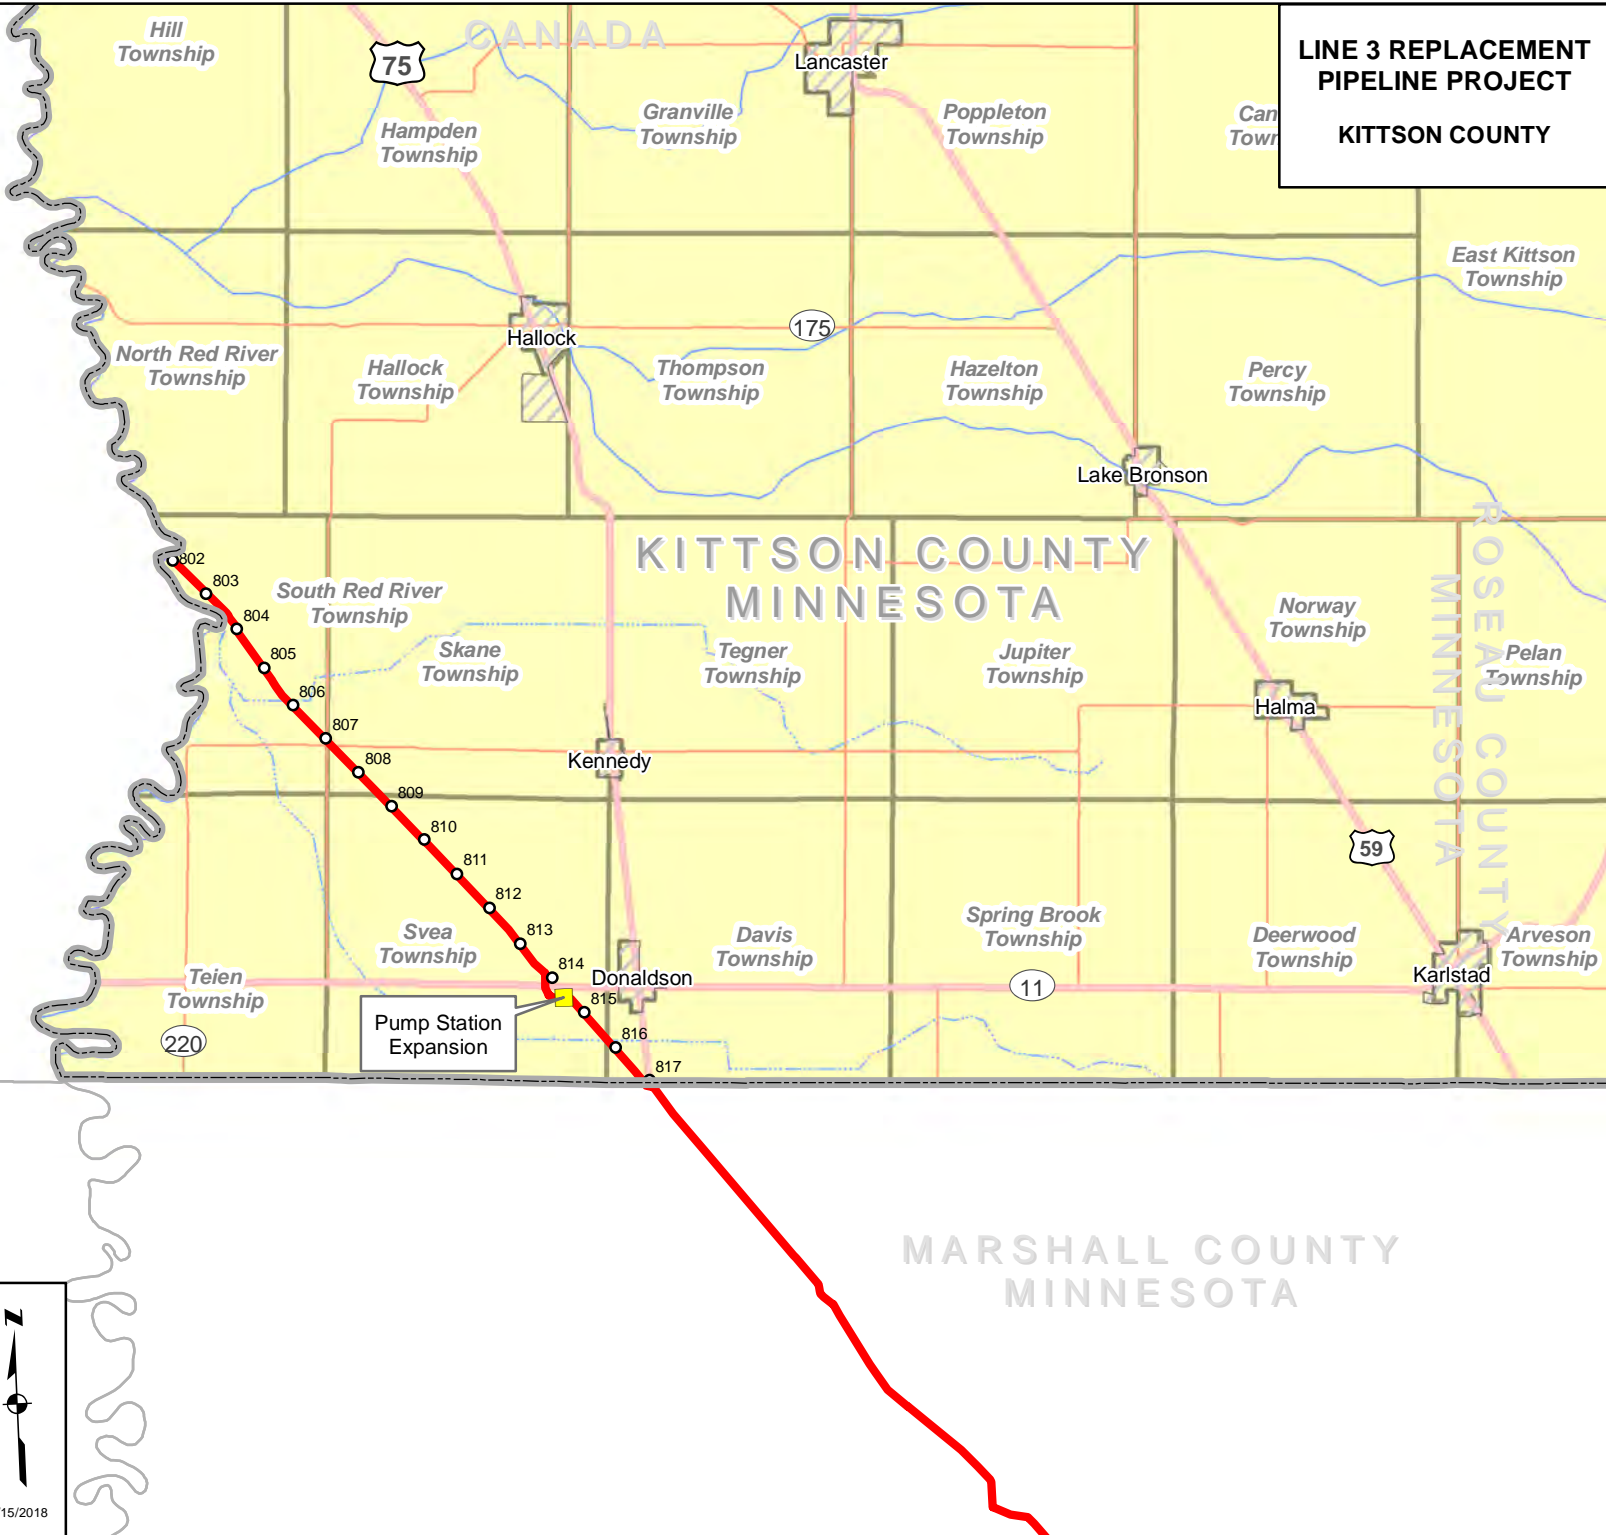 LINE 3 REPLACEMENT
PIPELINE PROJECT
KITTSON COUNTY
CANADA
Hill
Township
75
Lancaster
Hampden
Township
Granville
Township
Poppleton
Township
Can
Town
East Kittson
Township
175
Hallock
North Red River
Township
Hallock
Township
Thompson
Township
Hazelton
Township
Percy
Township
Lake Bronson
KITTSON COUNTY
MINNESOTA
ROSEAU COUNTY
MINNESOTA
802
803
804
805
806
807
808
809
810
811
812
813
814
815
816
817
South Red River
Township
Skane
Township
Tegner
Township
Jupiter
Township
Norway
Township
Pelan
Township
Halma
Kennedy
59
Svea
Township
Davis
Township
Spring Brook
Township
Deerwood
Township
Arveson
Township
Teien
Township
Donaldson
Karlstad
11
220
Pump Station
Expansion
MARSHALL COUNTY
MINNESOTA
N
/15/2018